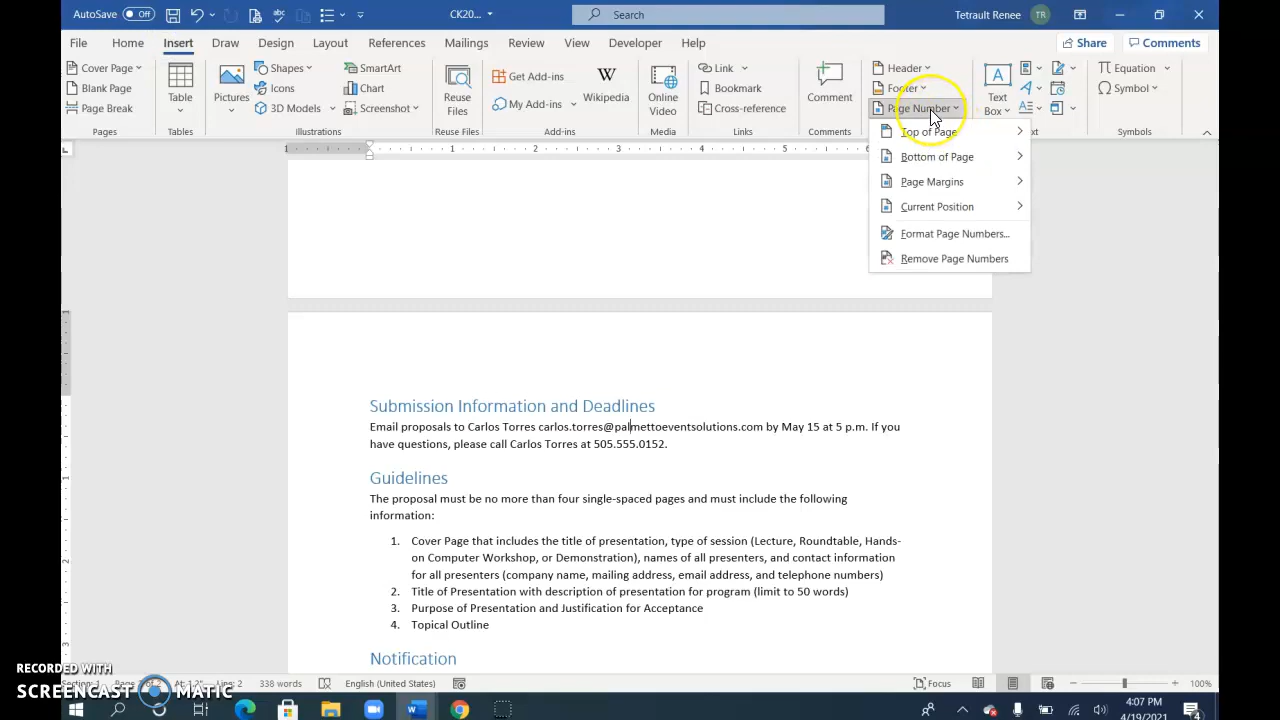 AutoSave Off CK20... Search Tetrault Renee TR
File Home Insert Draw Design Layout References Mailings Review View Developer Help Share Comments
Cover Page
Blank Page
Page Break
Pages
Table
Tables
Pictures
Shapes
Icons
3D Models
SmartArt
Chart
Screenshot
Illustrations
Reuse
Files
Reuse Files
Get Add-ins
My Add-ins
W
Wikipedia
Add-ins
Online
Video
Media
Link
Bookmark
Cross-reference
Links
Comment
Comments
Header
Footer
Page Number
Text
Box
Equation
Symbol
Symbols
Top of Page
Bottom of Page
Page Margins
Current Position
Format Page Numbers...
Remove Page Numbers
1 2 3 4 5
Submission Information and Deadlines
Email proposals to Carlos Torres carlos.torres@palmettoeventsolutions.com by May 15 at 5 p.m. If you
have questions, please call Carlos Torres at 505.555.0152.
Guidelines
The proposal must be no more than four single-spaced pages and must include the following
information:
1. Cover Page that includes the title of presentation, type of session (Lecture, Roundtable, Hands-
on Computer Workshop, or Demonstration), names of all presenters, and contact information
for all presenters (company name, mailing address, email address, and telephone numbers)
2. Title of Presentation with description of presentation for program (limit to 50 words)
3. Purpose of Presentation and Justification for Acceptance
4. Topical Outline
Notification
RECORDED WITH
SCREENCAST MATIC
Line: 2 338 words English (United States) Focus 100%
4:07 PM
4/19/2021
4